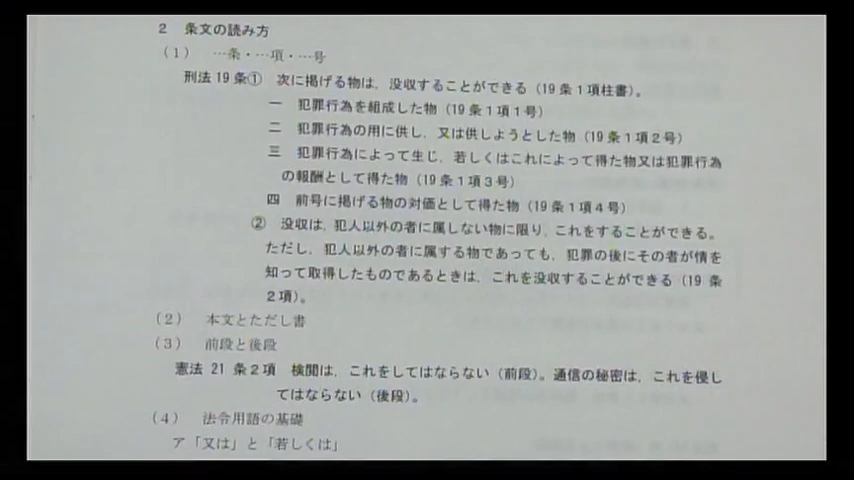 2 条文の読み方
(1) …条・…項・…号
刑法19条① 次に掲げる物は，没収することができる（19条1項柱書）。
一 犯罪行為を組成した物（19条1項1号）
二 犯罪行為の用に供し，又は供しようとした物（19条1項2号）
三 犯罪行為によって生じ，若しくはこれによって得た物又は犯罪行為
の報酬として得た物（19条1項3号）
四 前号に掲げる物の対価として得た物（19条1項4号）
② 没収は，犯人以外の者に属しない物に限り，これをすることができる。
ただし，犯人以外の者に属する物であっても，犯罪の後にその者が情を
知って取得したものであるときは，これを没収することができる（19条
2項）。
(2) 本文とただし書
(3) 前段と後段
憲法21条2項 検閲は，これをしてはならない（前段）。通信の秘密は，これを侵し
てはならない（後段）。
(4) 法令用語の基礎
ア「又は」と「若しくは」